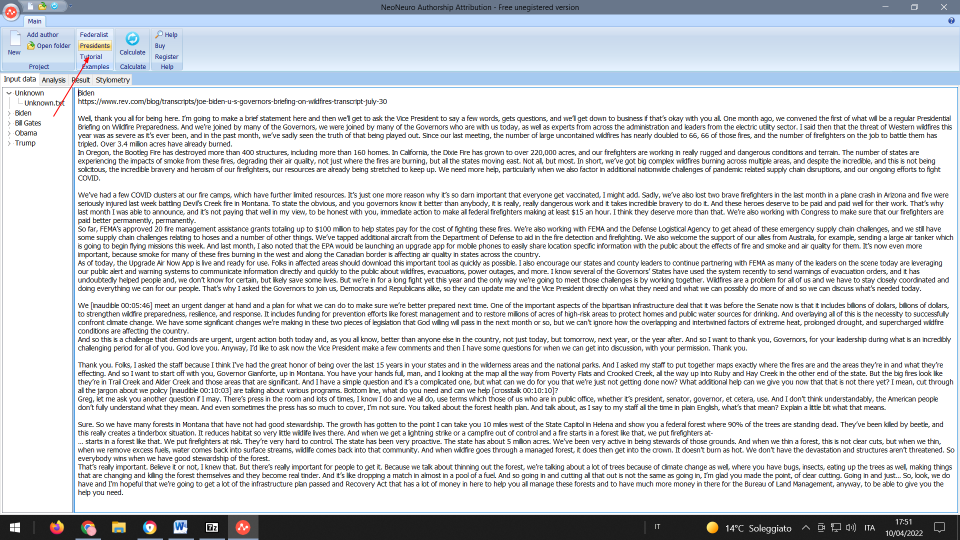 NeoNeuro Authorship Attribution - Free unegistered version
Main
New
Add author
Open folder
Project
Federalist
Presidents
Tutorial
Examples
Calculate
Calculate
Help
Buy
Register
Help
Input data Analysis Result Stylometry
Unknown
Unknown.txt
Biden
Bill Gates
Obama
Trump
Biden
https://www.rev.com/blog/transcripts/joe-biden-u-s-governors-briefing-on-wildfires-transcript-july-30
Well, thank you all for being here. I'm going to make a brief statement here and then we'll get to ask the Vice President to say a few words, gets questions, and we'll get down to business if that's okay with you all. One month ago, we convened the first of what will be a regular Presidential
Briefing on Wildfire Preparedness. And we're joined by many of the Governors, we were joined by many of the Governors who are with us today, as well as experts from across the administration and leaders from the electric utility sector. I said then that the threat of Western wildfires this
year was as severe as it's ever been, and in the past month, we've sadly seen the truth of that being played out. Since our last meeting, the number of large uncontained wildfires has nearly doubled to 66, 66 of those fires, and the number of firefighters on the job to battle them has
tripled. Over 3.4 million acres have already burned.
In Oregon, the Bootleg Fire has destroyed more than 400 structures, including more than 160 homes. In California, the Dixie Fire has grown to over 220,000 acres, and our firefighters are working in really rugged and dangerous conditions and terrain. The number of states are
experiencing the impacts of smoke from these fires, degrading their air quality, not just where the fires are burning, but all the states moving east. Not all, but most. In short, we've got big complex wildfires burning across multiple areas, and despite the incredible, and this is not being
solicitous, the incredible bravery and heroism of our firefighters, our resources are already being stretched to keep up. We need more help, particularly when we also factor in additional nationwide challenges of pandemic related supply chain disruptions, and our ongoing efforts to fight
COVID.
We've had a few COVID clusters at our fire camps, which have further limited resources. It's just one more reason why it's so darn important that everyone get vaccinated, I might add. Sadly, we've also lost two brave firefighters in the last month in a plane crash in Arizona and five were
seriously injured last week battling Devil's Creek fire in Montana. To state the obvious, and you governors know it better than anybody, it is really, really dangerous work and it takes incredible bravery to do it. And these heroes deserve to be paid and paid well for their work. That's why
last month I was able to announce, and it's not paying that well in my view, to be honest with you, immediate action to make all federal firefighters making at least $15 an hour. I think they deserve more than that. We're also working with Congress to make sure that our firefighters are
paid better permanently, permanently.
So far, FEMA's approved 20 fire management assistance grants totaling up to $100 million to help states pay for the cost of fighting these fires. We're also working with FEMA and the Defense Logistical Agency to get ahead of these emergency supply chain challenges, and we still have
some supply chain challenges relating to hoses and a number of other things. We've tapped additional aircraft from the Department of Defense to aid in the fire detection and firefighting. We also welcome the support of our allies from Australia, for example, sending a large air tanker which
is going to begin flying missions this week. And last month, I also noted that the EPA would be launching an upgrade app for mobile phones to easily share location specific information with the public about the effects of fire and smoke and air quality for them. It's now even more
important, because smoke for many of these fires burning in the west and along the Canadian border is affecting air quality in states across the country.
As of today, the Upgrade Air Now App is live and ready for use. Folks in affected areas should download this important tool as quickly as possible. I also encourage our states and county leaders to continue partnering with FEMA as many of the leaders on the scene today are leveraging
our public alert and warning systems to communicate information directly and quickly to the public about wildfires, evacuations, power outages, and more. I know several of the Governors' States have used the system recently to send warnings of evacuation orders, and it has
undoubtedly helped people and, we don't know for certain, but likely save some lives. But we're in for a long fight yet this year and the only way we're going to meet those challenges is by working together. Wildfires are a problem for all of us and we have to stay closely coordinated and
doing everything we can for our people. That's why I asked the Governors to join us, Democrats and Republicans alike, so they can update me and the Vice President directly on what they need and what we can possibly do more of and so we can discuss what's needed today.
We [inaudible 00:05:46] meet an urgent danger at hand and a plan for what we can do to make sure we're better prepared next time. One of the important aspects of the bipartisan infrastructure deal that it was before the Senate now is that it includes billions of dollars, billions of dollars,
to strengthen wildfire preparedness, resilience, and response. It includes funding for prevention efforts like forest management and to restore millions of acres of high-risk areas to protect homes and public water sources for drinking. And overlaying all of this is the necessity to successfully
confront climate change. We have some significant changes we're making in these two pieces of legislation that God willing will pass in the next month or so, but we can't ignore how the overlapping and intertwined factors of extreme heat, prolonged drought, and supercharged wildfire
conditions are affecting the country.
And so this is a challenge that demands are urgent, urgent action both today and, as you all know, better than anyone else in the country, not just today, but tomorrow, next year, or the year after. And so I want to thank you, Governors, for your leadership during what is an incredibly
challenging period for all of you. God love you. Anyway, I'd like to ask now the Vice President make a few comments and then I have some questions for when we can get into discussion, with your permission. Thank you.
Thank you. Folks, I asked the staff because I think I've had the great honor of being over the last 15 years in your states and in the wilderness areas and the national parks. And I asked my staff to put together maps exactly where the fires are and the areas they're in and what they're
effecting. And so I want to start off with you, Governor Gianforte, up in Montana. You have your hands full, man, and I looking at the map all the way from Poverty Flats and Crooked Creek, all the way up into Ruby and Hay Creek in the other end of the state. But the big fires look like
they're in Trail Creek and Alder Creek and those areas that are significant. And I have a simple question and it's a complicated one, but what can we do for you that we're just not getting done now? What additional help can we give you now that that is not there yet? I mean, cut through
all the jargon about we policy [inaudible 00:10:03] are talking about various programs. Bottom line, what do you need and can we help [crosstalk 00:10:10]?
Greg, let me ask you another question if I may. There's press in the room and lots of times, I know I do and we all do, use terms which those of us who are in public office, whether it's president, senator, governor, et cetera, use. And I don't think understandably, the American people
don't fully understand what they mean. And even sometimes the press has so much to cover, I'm not sure. You talked about the forest health plan. And talk about, as I say to my staff all the time in plain English, what's that mean? Explain a little bit what that means.
Sure. So we have many forests in Montana that have not had good stewardship. The growth has gotten to the point I can take you 10 miles west of the State Capitol in Helena and show you a federal forest where 90% of the trees are standing dead. They've been killed by beetle, and
this really creates a tinderbox situation. It reduces habitat so very little wildlife lives there. And when we get a lightning strike or a campfire out of control and a fire starts in a forest like that, we put firefighters at-
... starts in a forest like that. We put firefighters at risk. They're very hard to control. The state has been very proactive. The state has about 5 million acres. We've been very active in being stewards of those grounds. And when we thin a forest, this is not clear cuts, but when we thin,
when we remove excess fuels, water comes back into surface streams, wildlife comes back into that community. And when wildfire goes through a managed forest, it does then get into the crown. It doesn't burn as hot. We don't have the devastation and structures aren't threatened. So
everybody wins when we have good stewardship of the forest.
That's really important. Believe it or not, I knew that. But there's really important for people to get it. Because we talk about thinning out the forest, we're talking about a lot of trees because of climate change as well, where you have bugs, insects, eating up the trees as well, making things
that are changing and killing the forest themselves and they become real tinder. And it's like dropping a match in almost in a pool of a fuel. And so going in and cutting all that out is not the same as going in, I'm glad you made the point, of clear cutting. Going in and just... So, look, we do
have and I'm hopeful that we're going to get a lot of the infrastructure plan passed and Recovery Act that has a lot of money in here to help you all manage these forests and to have much more money in there for the Bureau of Land Management, anyway, to be able to give you the
help you need.
IT
14°C Soleggiato
ITA
17:51
10/04/2022